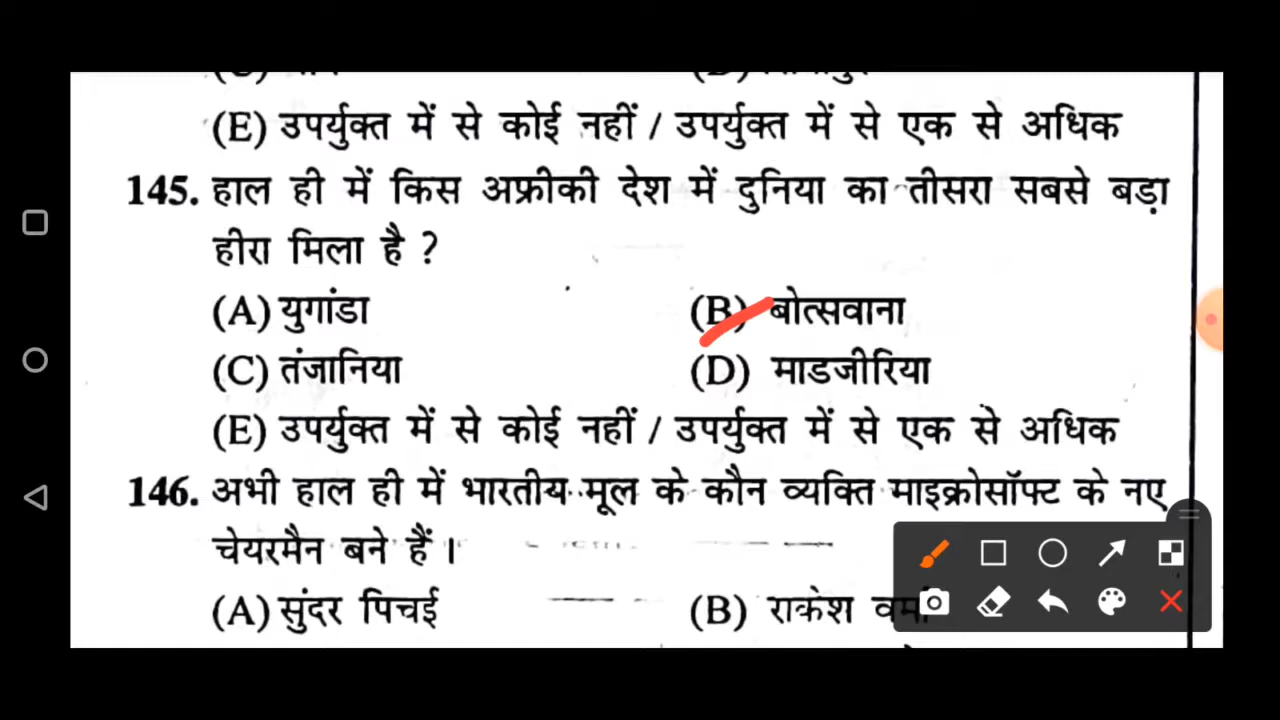 (E) उपर्युक्त में से कोई नहीं / उपर्युक्त में से एक से अधिक
145. हाल ही में किस अफ्रीकी देश में दुनिया का तीसरा सबसे बड़ा
हीरा मिला है ?
(A) युगांडा (B) बोत्सवाना
(C) तंजानिया (D) माडजीरिया
(E) उपर्युक्त में से कोई नहीं / उपर्युक्त में से एक से अधिक
146. अभी हाल ही में भारतीय मूल के कौन व्यक्ति माइक्रोसॉफ्ट के नए
चेयरमैन बने हैं ।
(A) सुंदर पिचई (B) राकेश वर्मा